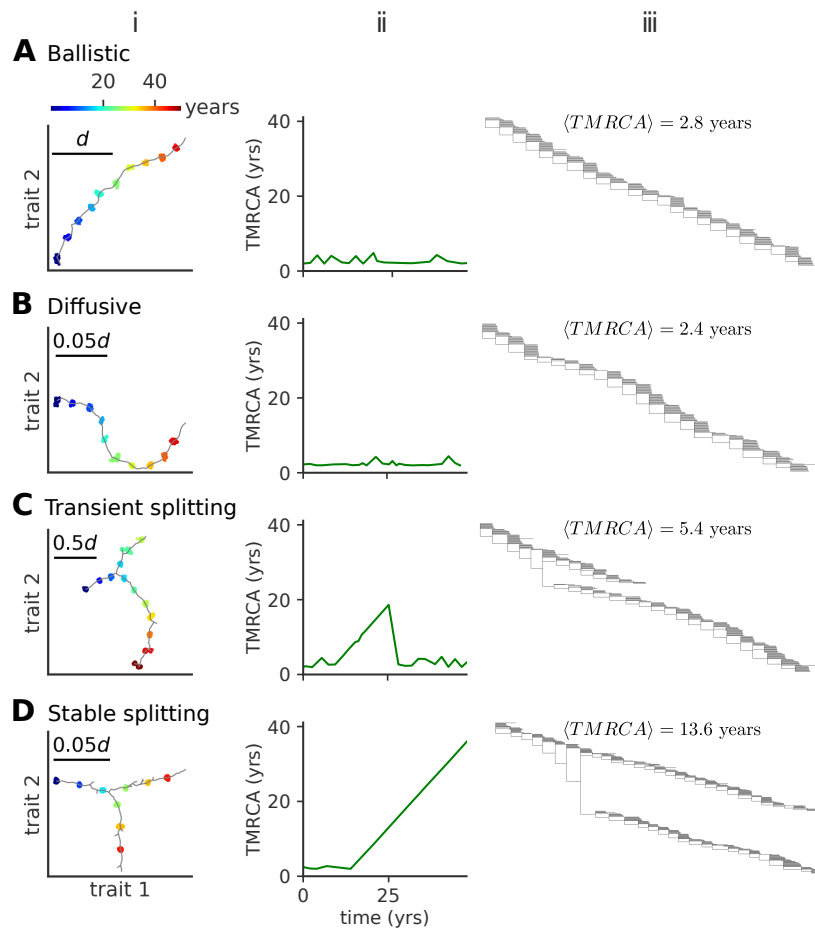 i ii iii
A Ballistic
20 40
years
d
trait 2
40
20
0
TMRCA (yrs)
⟨TMRCA⟩ = 2.8 years
B Diffusive
0.05d
trait 2
40
20
0
TMRCA (yrs)
⟨TMRCA⟩ = 2.4 years
C Transient splitting
0.5d
trait 2
40
20
0
TMRCA (yrs)
⟨TMRCA⟩ = 5.4 years
D Stable splitting
0.05d
trait 2
trait 1
40
20
0
TMRCA (yrs)
0 25
time (yrs)
⟨TMRCA⟩ = 13.6 years